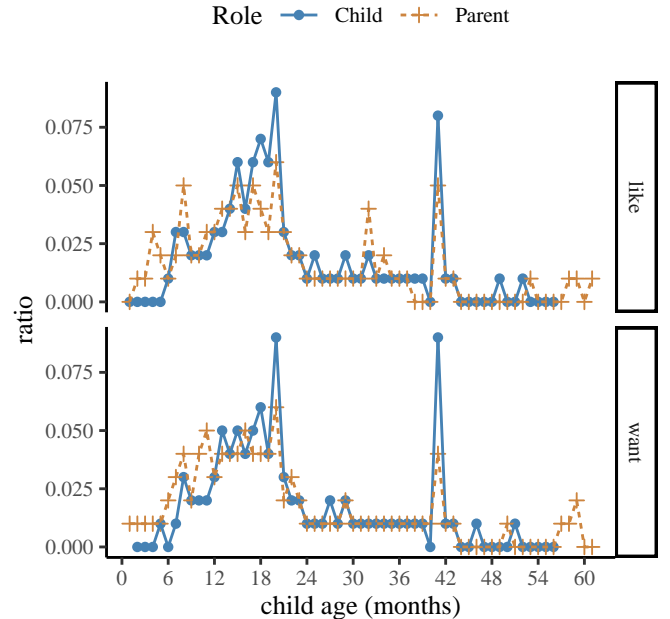 Role Child Parent
0.075
0.050
0.025
0.000
like
ratio
0.075
0.050
0.025
0.000
want
0 6 12 18 24 30 36 42 48 54 60
child age (months)